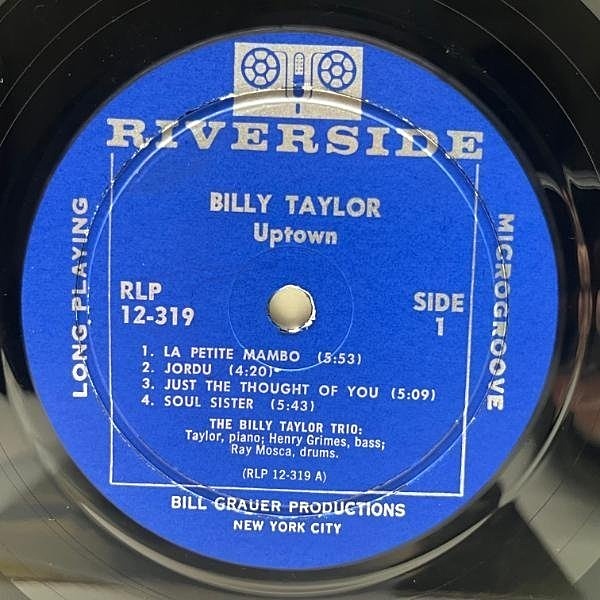 RIVERSIDE
BILLY TAYLOR
Uptown
LONG PLAYING
MICROGROOVE
RLP
12-319
SIDE
1
1. LA PETITE MAMBO (5:53)
2. JORDU (4:20)
3. JUST THE THOUGHT OF YOU (5:09)
4. SOUL SISTER (5:43)
THE BILLY TAYLOR TRIO:
Taylor, piano; Henry Grimes, bass;
Ray Mosca, drums.
(RLP 12-319 A)
BILL GRAUER PRODUCTIONS
NEW YORK CITY